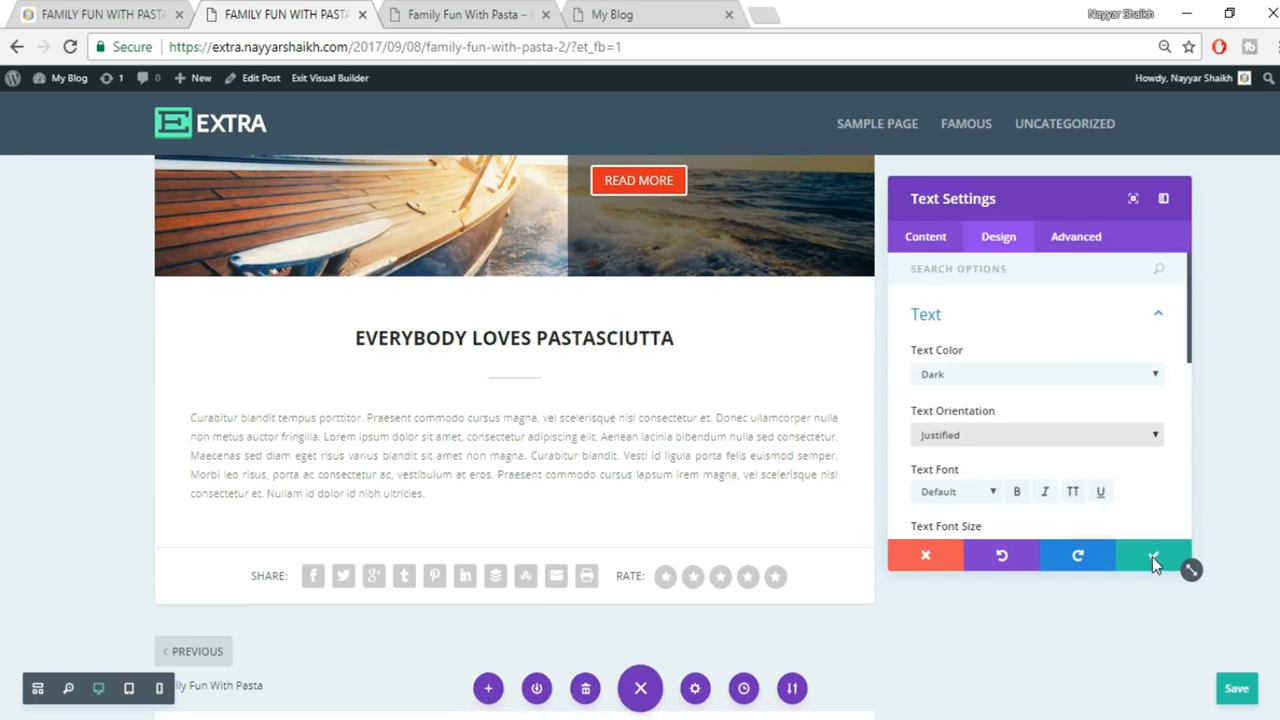 FAMILY FUN WITH PASTA
FAMILY FUN WITH PASTA
Family Fun With Pasta –
My Blog
Nayyar Shaikh
Secure
https://extra.nayyarshaikh.com/2017/09/08/family-fun-with-pasta-2/?et_fb=1
My Blog
1
0
New
Edit Post
Exit Visual Builder
Howdy, Nayyar Shaikh
EXTRA
SAMPLE PAGE
FAMOUS
UNCATEGORIZED
READ MORE
EVERYBODY LOVES PASTASCIUTTA
Curabitur blandit tempus porttitor. Praesent commodo cursus magna, vel scelerisque nisl consectetur et. Donec ullamcorper nulla
non metus auctor fringilla. Lorem ipsum dolor sit amet, consectetur adipiscing elit. Aenean lacinia bibendum nulla sed consectetur.
Maecenas sed diam eget risus varius blandit sit amet non magna. Curabitur blandit. Vesti id ligula porta felis euismod semper.
Morbi leo risus, porta ac consectetur ac, vestibulum at eros. Praesent commodo cursus lapsum irem magna, vel scelerisque nisl
consectetur et. Nullam id dolor id nibh ultricies.
SHARE:
RATE:
PREVIOUS
ily Fun With Pasta
Text Settings
Content
Design
Advanced
SEARCH OPTIONS
Text
Text Color
Dark
Text Orientation
Justified
Text Font
Default
B
I
TT
U
Text Font Size
Save